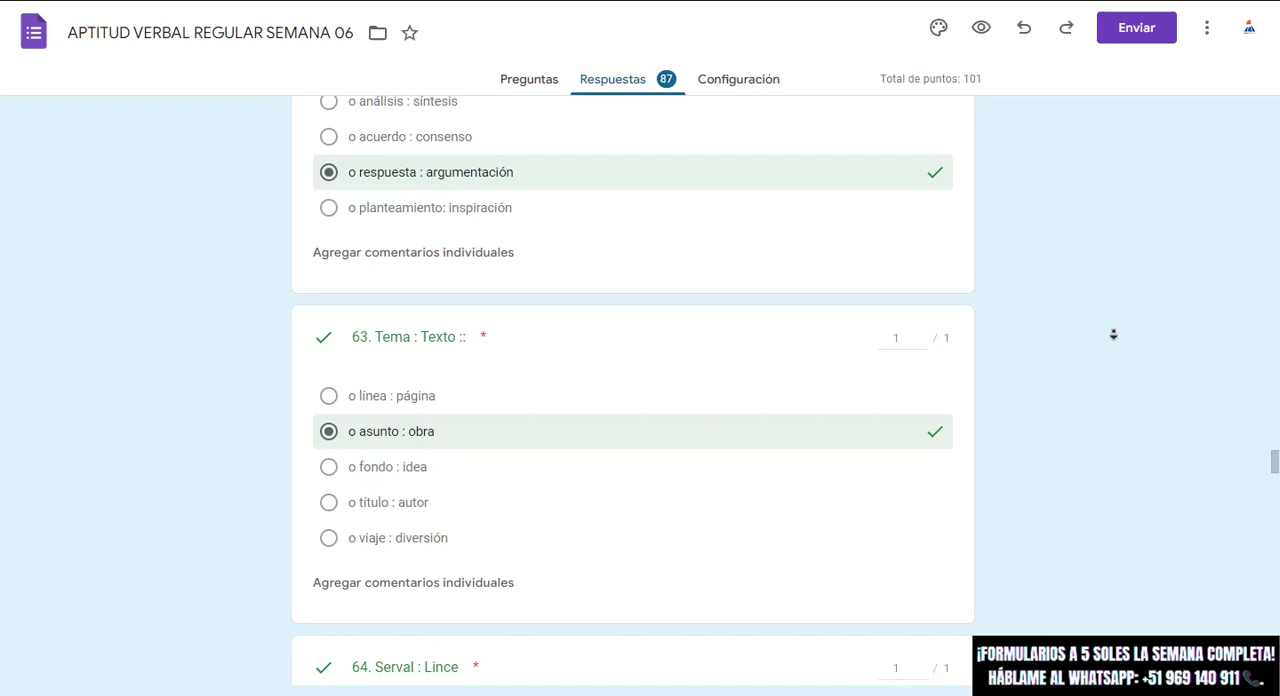 APTITUD VERBAL REGULAR SEMANA 06
Enviar
Preguntas
Respuestas 87
Configuración
Total de puntos: 101
o análisis : síntesis
o acuerdo : consenso
o respuesta : argumentación
o planteamiento: inspiración
Agregar comentarios individuales
63. Tema : Texto :: *
1 / 1
o línea : página
o asunto : obra
o fondo : idea
o título : autor
o viaje : diversión
Agregar comentarios individuales
64. Serval : Lince *
1 / 1
¡FORMULARIOS A 5 SOLES LA SEMANA COMPLETA!
HÁBLAME AL WHATSAPP: +51 969 140 911 📞.